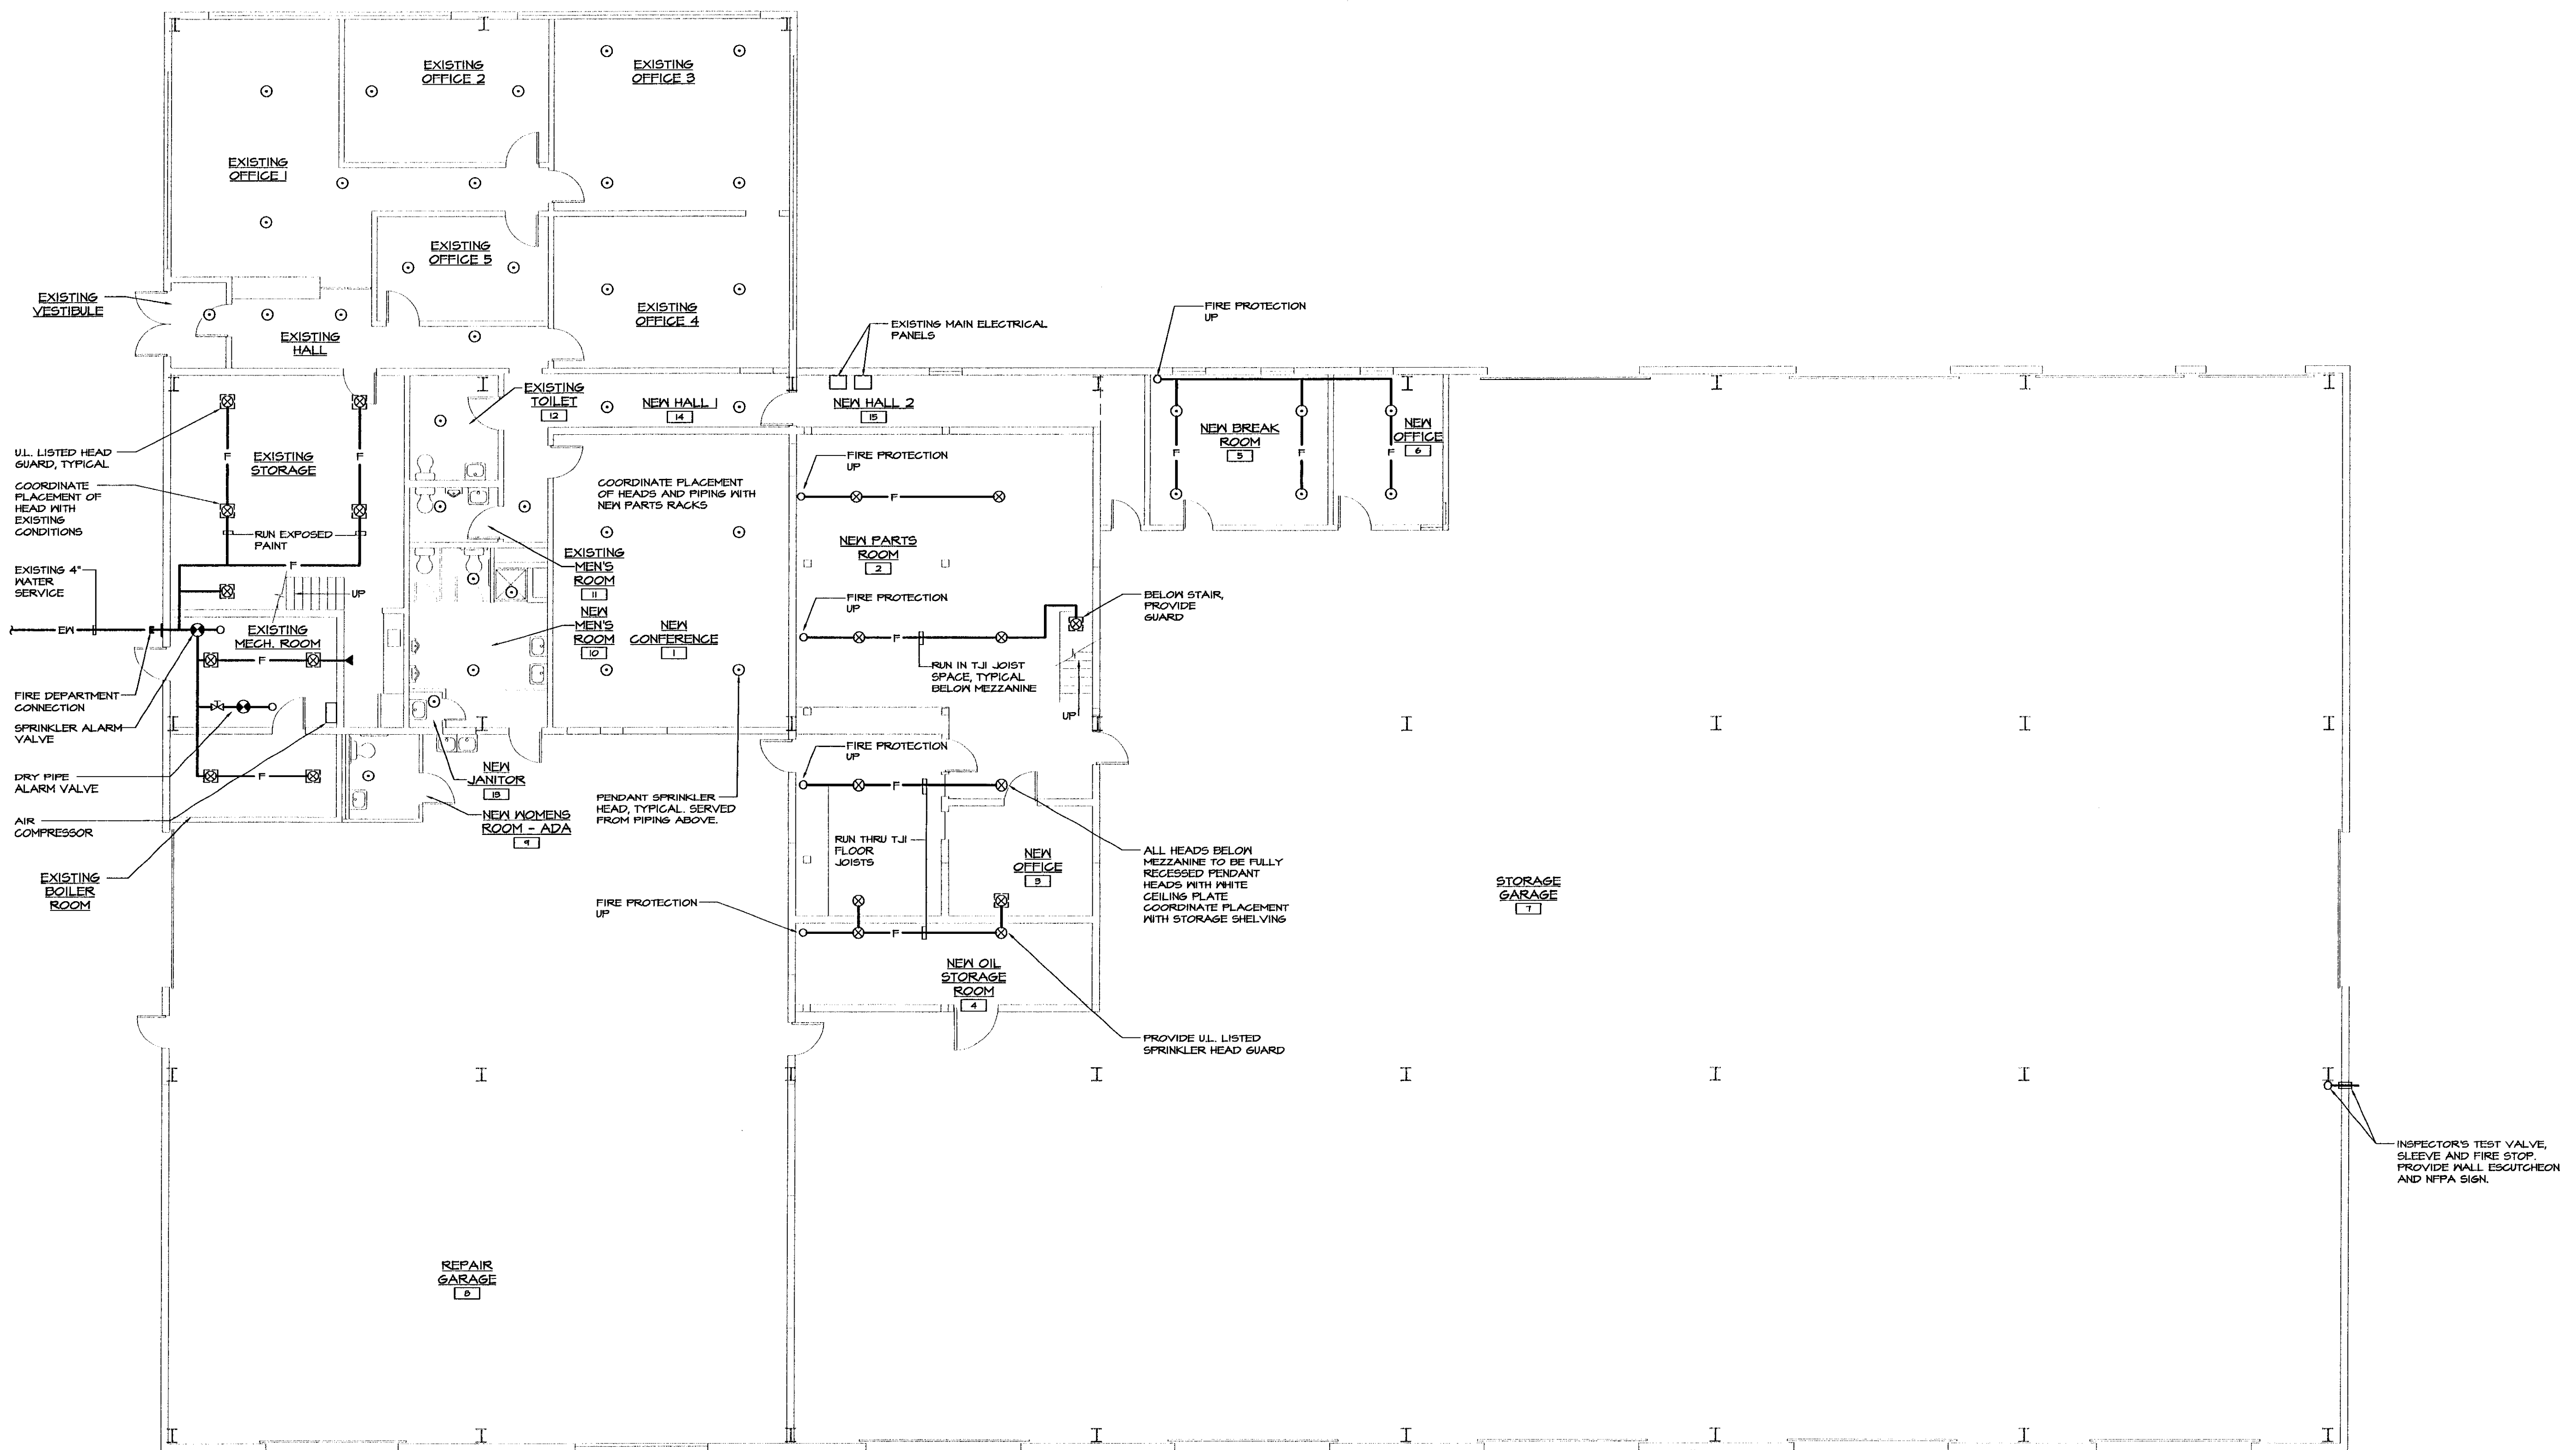 EXISTING
OFFICE 2
EXISTING
OFFICE 3
EXISTING
OFFICE 1
EXISTING
OFFICE 5
EXISTING
OFFICE 4
EXISTING
VESTIBULE
EXISTING
HALL
EXISTING MAIN ELECTRICAL
PANELS
FIRE PROTECTION
UP
EXISTING
TOILET
12
NEW HALL 1
14
NEW HALL 2
15
NEW BREAK
ROOM
5
NEW
OFFICE
6
F
F
F
U.L. LISTED HEAD
GUARD, TYPICAL
COORDINATE
PLACEMENT OF
HEAD WITH
EXISTING
CONDITIONS
EXISTING
STORAGE
F
F
RUN EXPOSED
PAINT
F
UP
COORDINATE PLACEMENT
OF HEADS AND PIPING WITH
NEW PARTS RACKS
FIRE PROTECTION
UP
F
NEW PARTS
ROOM
2
EXISTING
MEN'S
ROOM
11
NEW
MEN'S
ROOM
10
NEW
CONFERENCE
1
FIRE PROTECTION
UP
F
BELOW STAIR,
PROVIDE
GUARD
RUN IN TJI JOIST
SPACE, TYPICAL
BELOW MEZZANINE
UP
EXISTING 4"
WATER
SERVICE
EW
EXISTING
MECH. ROOM
F
FIRE DEPARTMENT
CONNECTION
SPRINKLER ALARM
VALVE
DRY PIPE
ALARM VALVE
F
AIR
COMPRESSOR
EXISTING
BOILER
ROOM
NEW
JANITOR
13
NEW WOMENS
ROOM - ADA
9
PENDANT SPRINKLER
HEAD, TYPICAL. SERVED
FROM PIPING ABOVE.
FIRE PROTECTION
UP
F
RUN THRU TJI
FLOOR
JOISTS
NEW
OFFICE
3
ALL HEADS BELOW
MEZZANINE TO BE FULLY
RECESSED PENDANT
HEADS WITH WHITE
CEILING PLATE
COORDINATE PLACEMENT
WITH STORAGE SHELVING
FIRE PROTECTION
UP
F
NEW OIL
STORAGE
ROOM
4
PROVIDE U.L. LISTED
SPRINKLER HEAD GUARD
STORAGE
GARAGE
7
INSPECTOR'S TEST VALVE,
SLEEVE AND FIRE STOP.
PROVIDE WALL ESCUTCHEON
AND NFPA SIGN.
REPAIR
GARAGE
8